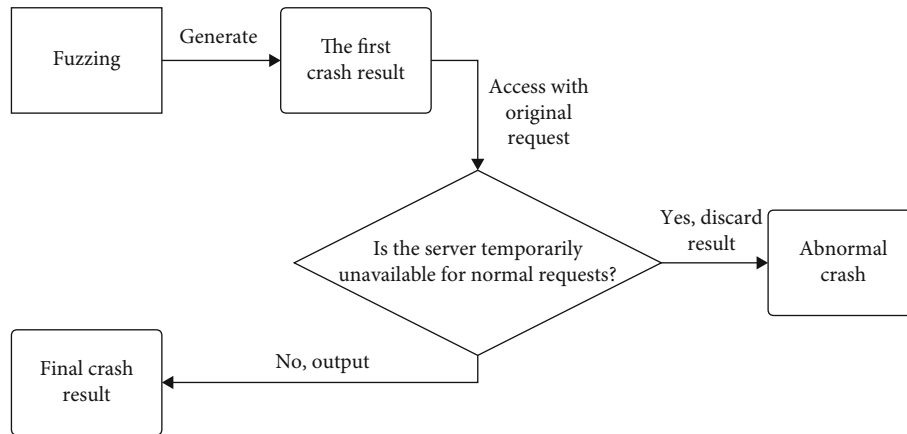 Fuzzing
Generate
The first
crash result
Access with
original
request
Is the server temporarily
unavailable for normal requests?
Yes, discard
result
Abnormal
crash
No, output
Final crash
result